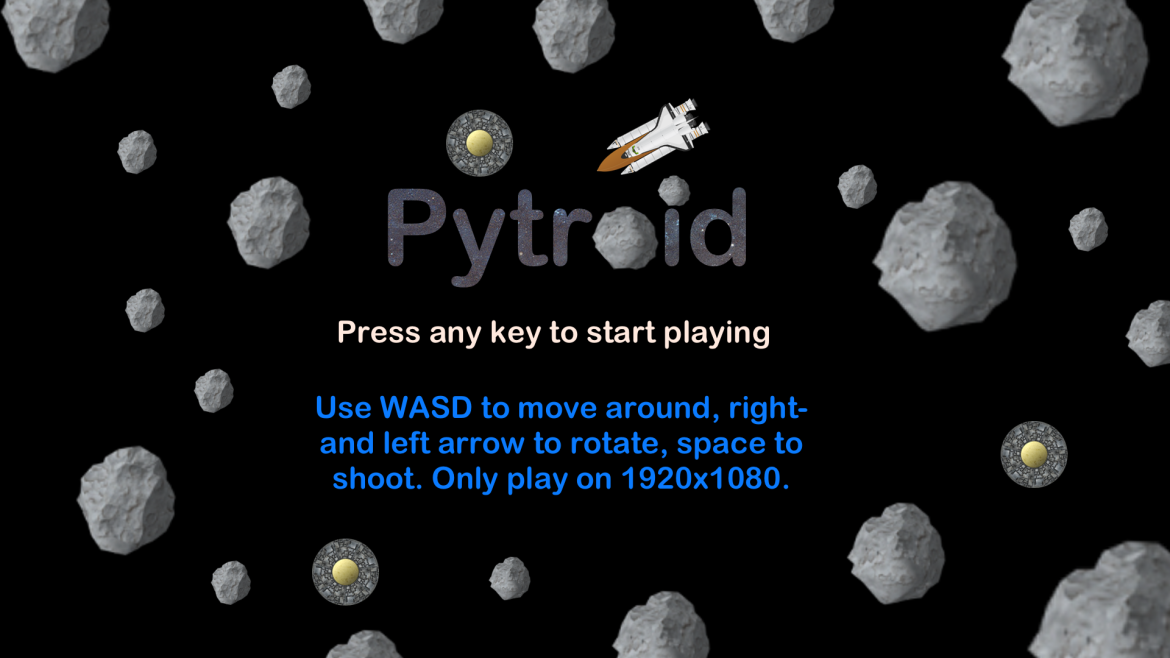 Pytroid
Press any key to start playing
Use WASD to move around, right-
and left arrow to rotate, space to
shoot. Only play on 1920x1080.